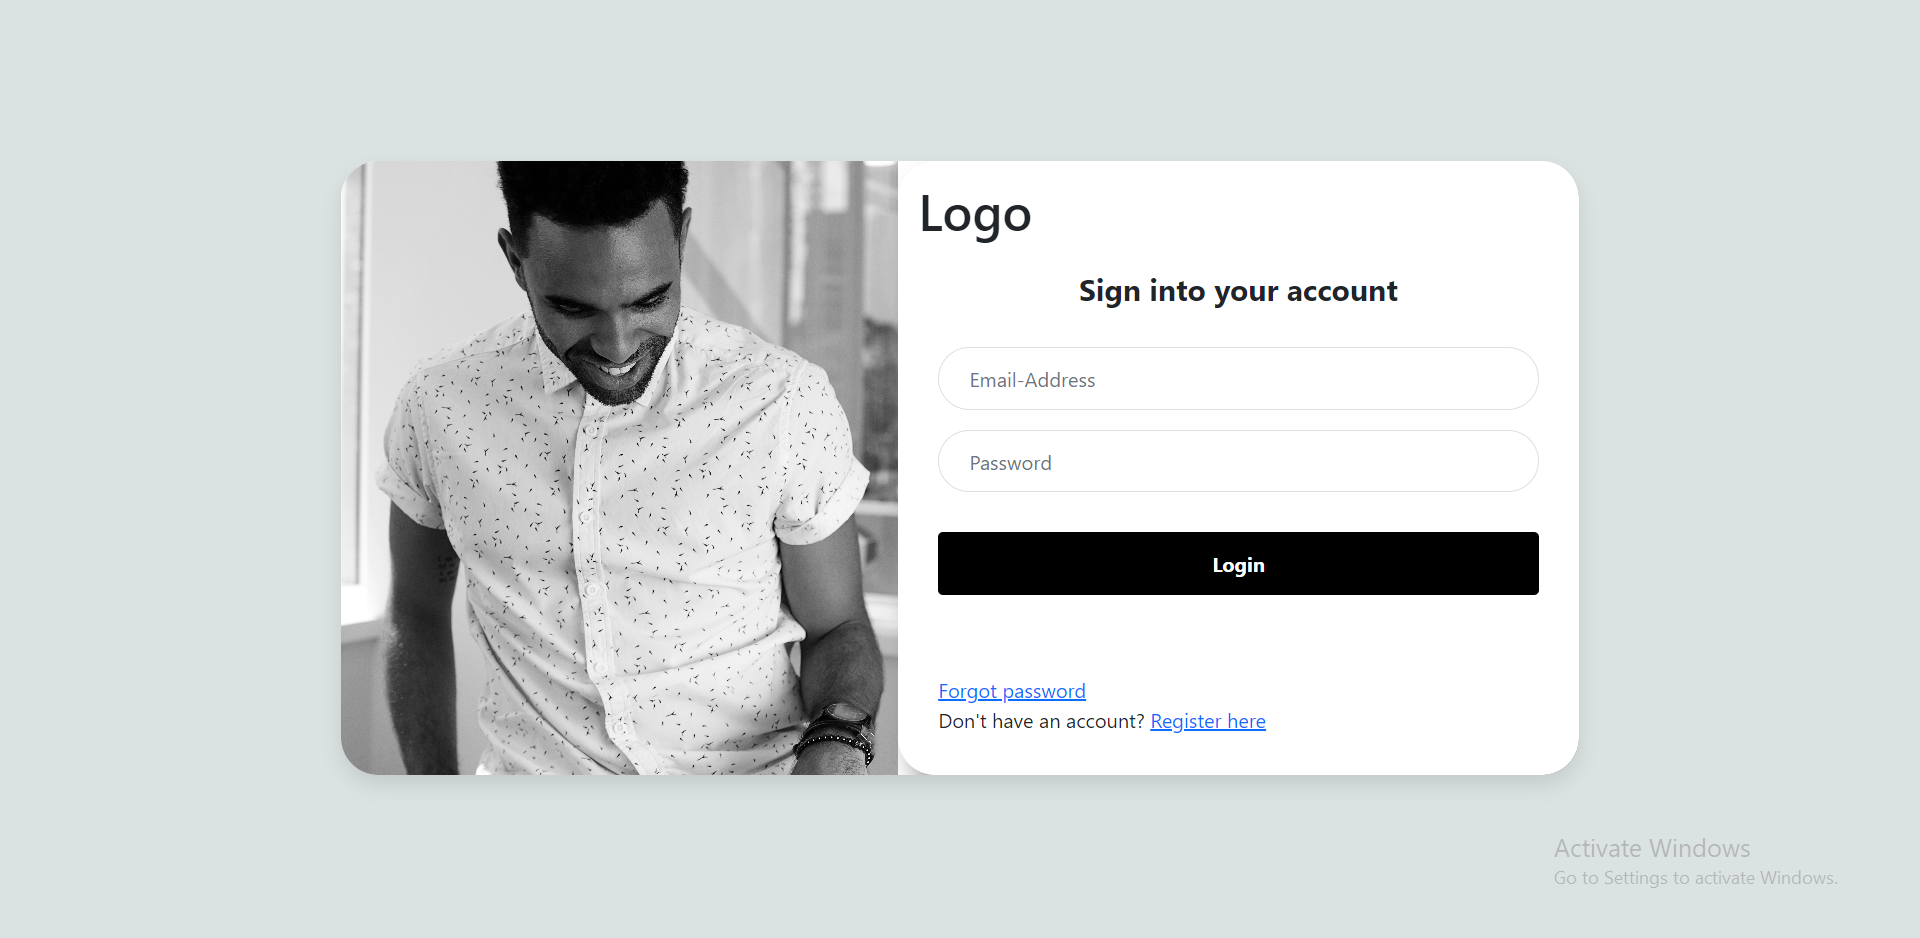 Logo
Sign into your account
Email-Address
Password
Login
Forgot password
Don't have an account? Register here
Activate Windows
Go to Settings to activate Windows.